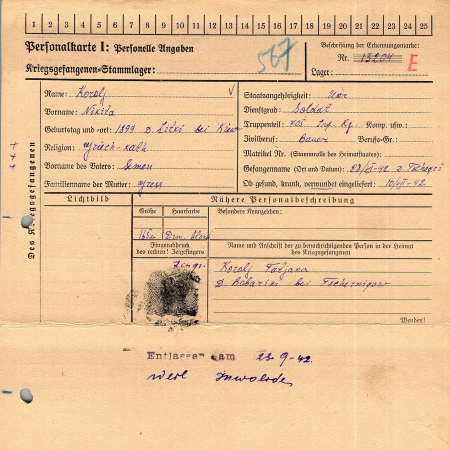 1 2 3 4 5 6 7 8 9 10 11 12 13 14 15 16 17 18 19 20 21 22 23 24 25
Personalkarte I: Personelle Angaben
Kriegsgefangenen-Stammlager:
567
Beschriftung der Erkennungsmarke:
Nr. 13204 E
Lager:
Des Kriegsgefangenen
Name: Korolj
Vorname: Nikita
Geburtstag und -ort: 1899 D. bei Kiew
Religion: griech-kath
Vorname des Vaters: Semen
Familienname der Mutter:
Staatsangehörigkeit:
Dienstgrad: Soldat
Truppenteil: 705 Komp. usw.:
Zivilberuf: Bauer Berufs-Gr.
Matrikel Nr. (Stammrolle des Heimatstaates):
Gefangennahme (Ort und Datum):
Ob gesund, krank, verwundet eingeliefert:
Lichtbild
Nähere Personalbeschreibung
Größe Haarfarbe Besondere Kennzeichen:
Fingerabdruck
des rechten! Zeigefingers
Name und Anschrift der zu benachrichtigenden Person in der Heimat
des Kriegsgefangenen
Korolj Tatjana
D. bei Tschernigow
Wenden!
Entlassen am 23-9-42.